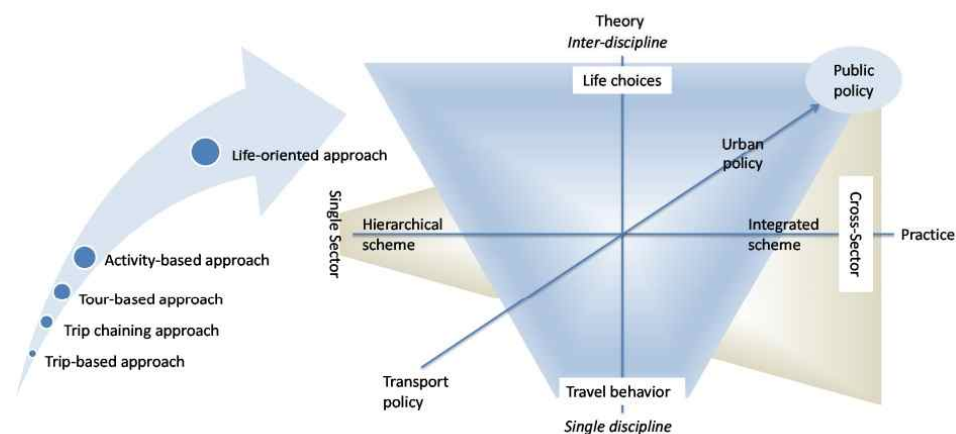 Theory
Inter-discipline
Life choices
Public
policy
Life-oriented approach
Urban
policy
Single Sector
Hierarchical
scheme
Integrated
scheme
Cross-Sector
Practice
Activity-based approach
Tour-based approach
Trip chaining approach
Trip-based approach
Transport
policy
Travel behavior
Single discipline